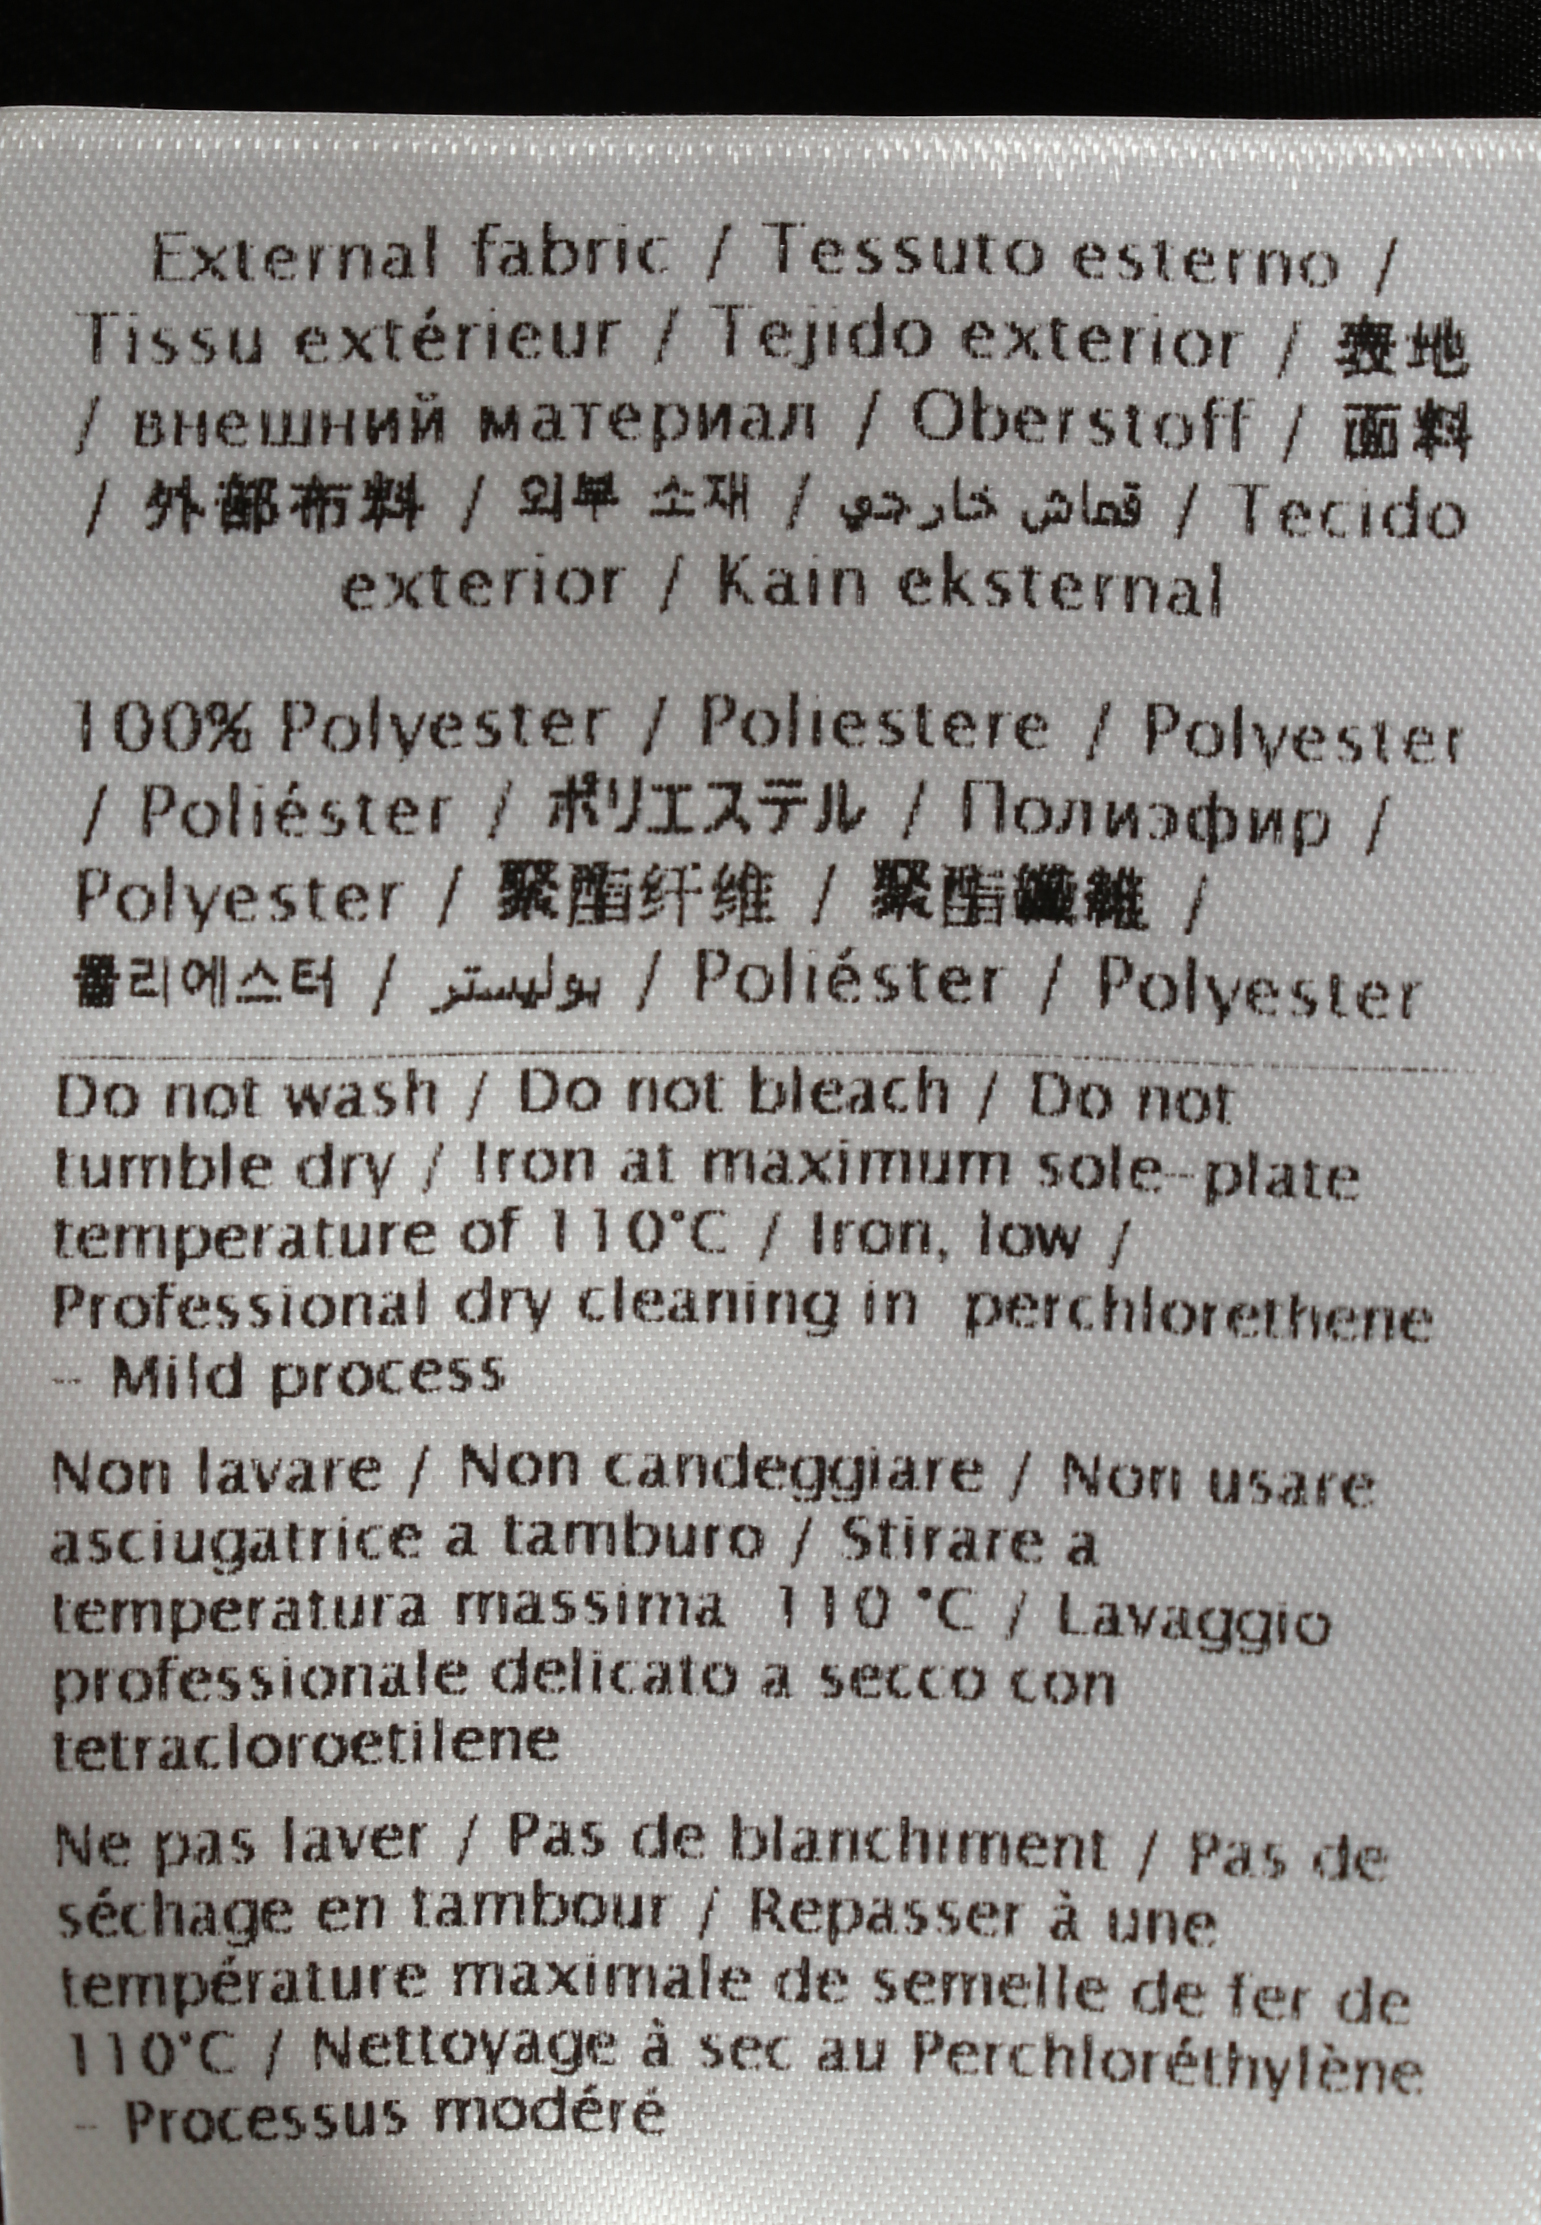 External fabric / Tessuto esterno /
Tissu extérieur / Tejido exterior / 表地
/ внешний материал / Oberstoff / 面料
/ 外部布料 / 외부 소재 / قماش خارجي / Tecido
exterior / Kain eksternal
100% Polyester / Poliestere / Polyester
/ Poliéster / ポリエステル / Полиэфир /
Polyester / 聚酯纤维 / 聚酯纖維 /
폴리에스터 / بوليستر / Poliéster / Polyester
Do not wash / Do not bleach / Do not
tumble dry / Iron at maximum sole-plate
temperature of 110°C / Iron, low /
Professional dry cleaning in perchlorethene
- Mild process
Non lavare / Non candeggiare / Non usare
asciugatrice a tamburo / Stirare a
temperatura massima 110 °C / Lavaggio
professionale delicato a secco con
tetracloroetilene
Ne pas laver / Pas de blanchiment / Pas de
séchage en tambour / Repasser à une
température maximale de semelle de fer de
110°C / Nettoyage à sec au Perchloréthylène
- Processus modéré